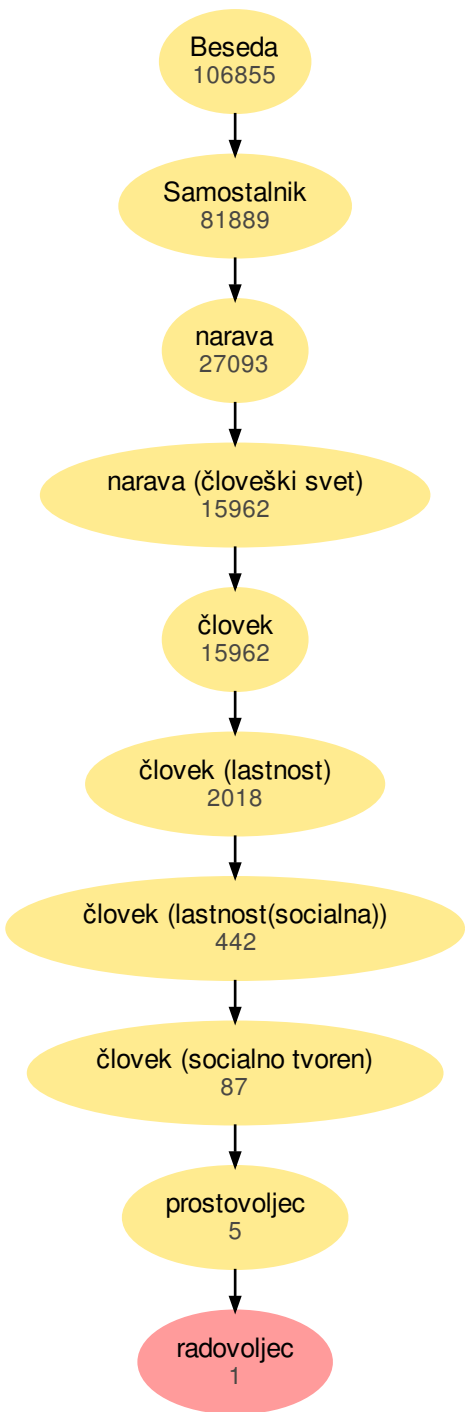 Beseda
106855
Samostalnik
81889
narava
27093
narava (človeški svet)
15962
človek
15962
človek (lastnost)
2018
človek (lastnost(socialna))
442
človek (socialno tvoren)
87
prostovoljec
5
radovoljec
1